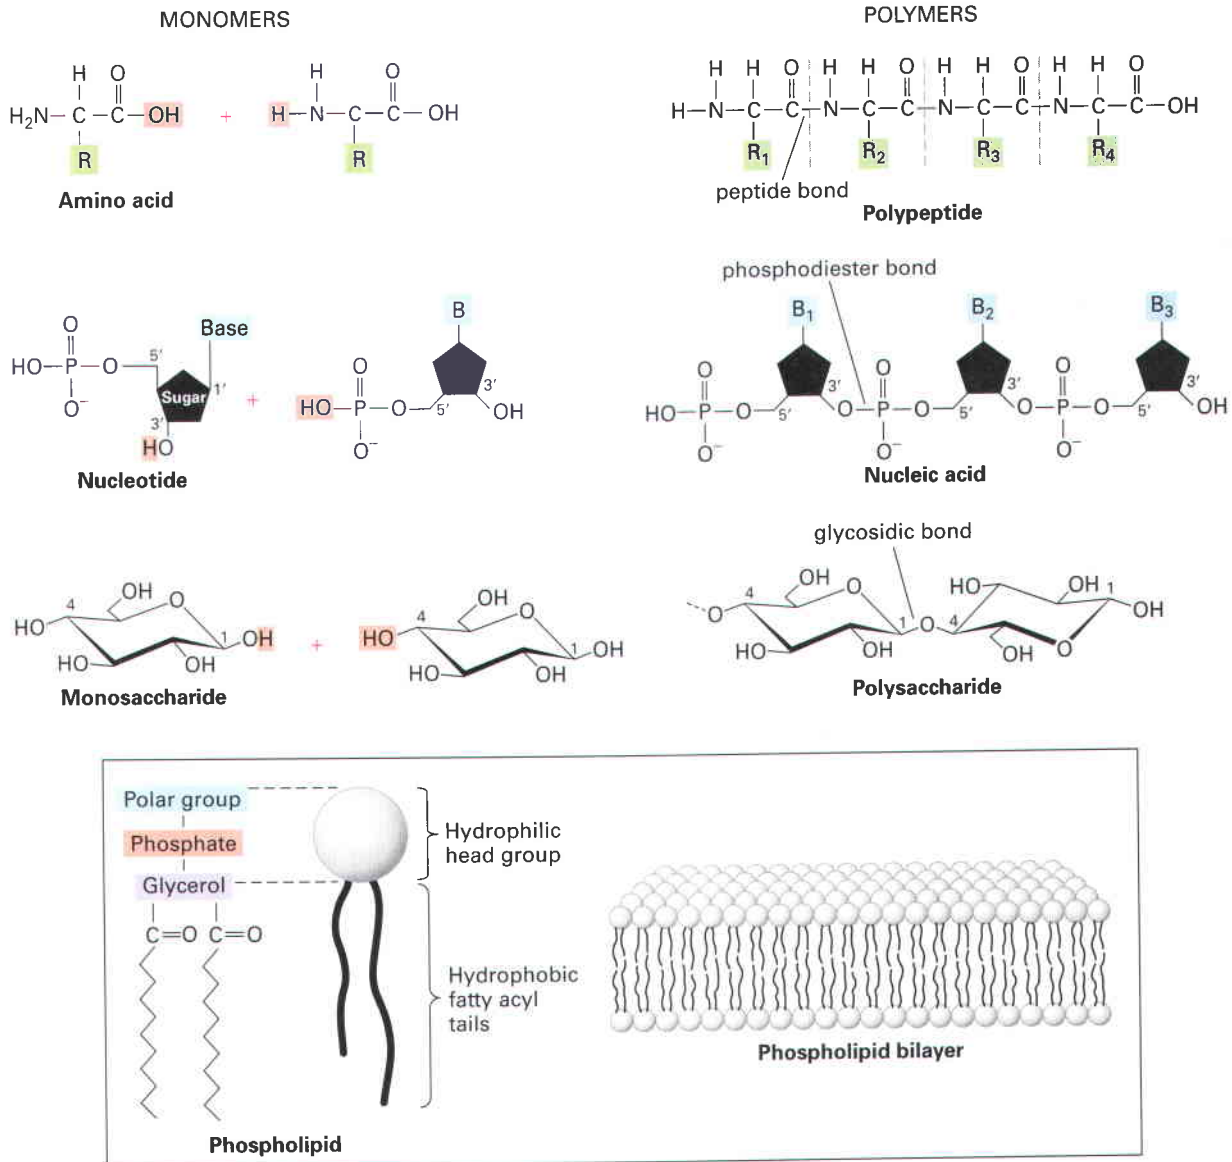 MONOMERS
H O H O
H₂N—C—C—OH + H—N—C—C—OH
R R
Amino acid
POLYMERS
H H O H H O H H O H H O
H—N—C—C—N—C—C—N—C—C—N—C—C—OH
R₁ R₂ R₃ R₄
peptide bond
Polypeptide
O Base
HO—P—O 5′
O⁻ Sugar 1′
3′
HO
+
B
O
HO—P—O 5′ 3′ OH
O⁻
Nucleotide
phosphodiester bond
B₁ B₂ B₃
O O O
HO—P—O 5′ 3′ O—P—O 5′ 3′ O—P—O 5′ 3′ OH
O⁻ O⁻ O⁻
Nucleic acid
OH
4 O
HO 1 OH
HO OH
+
OH
4 O
HO 1 OH
HO OH
Monosaccharide
glycosidic bond
OH HO OH 1
4 O OH
O 1 O 4
HO OH OH O
Polysaccharide
Polar group
Phosphate
Glycerol
C=O C=O
Hydrophilic
head group
Hydrophobic
fatty acyl
tails
Phospholipid
Phospholipid bilayer